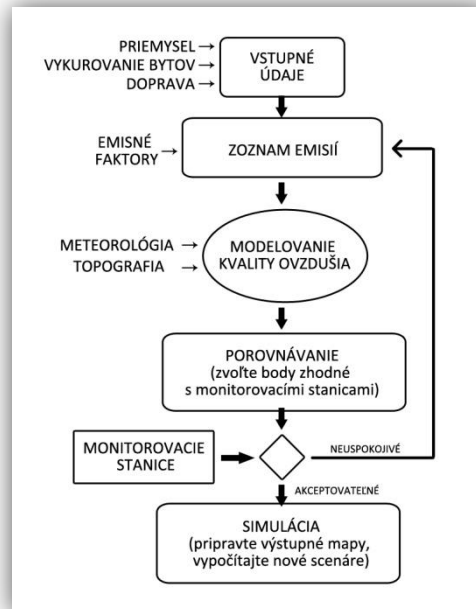 PRIEMYSEL →
VYKUROVANIE BYTOV →
DOPRAVA →
VSTUPNÉ
ÚDAJE
EMISNÉ
FAKTORY →
ZOZNAM EMISIÍ
METEOROLÓGIA →
TOPOGRAFIA →
MODELOVANIE
KVALITY OVZDUŠIA
POROVNÁVANIE
(zvoľte body zhodné
s monitorovacími stanicami)
MONITOROVACIE
STANICE
NEUSPOKOJIVÉ
AKCEPTOVATEĽNÉ
SIMULÁCIA
(pripravte výstupné mapy,
vypočítajte nové scenáre)